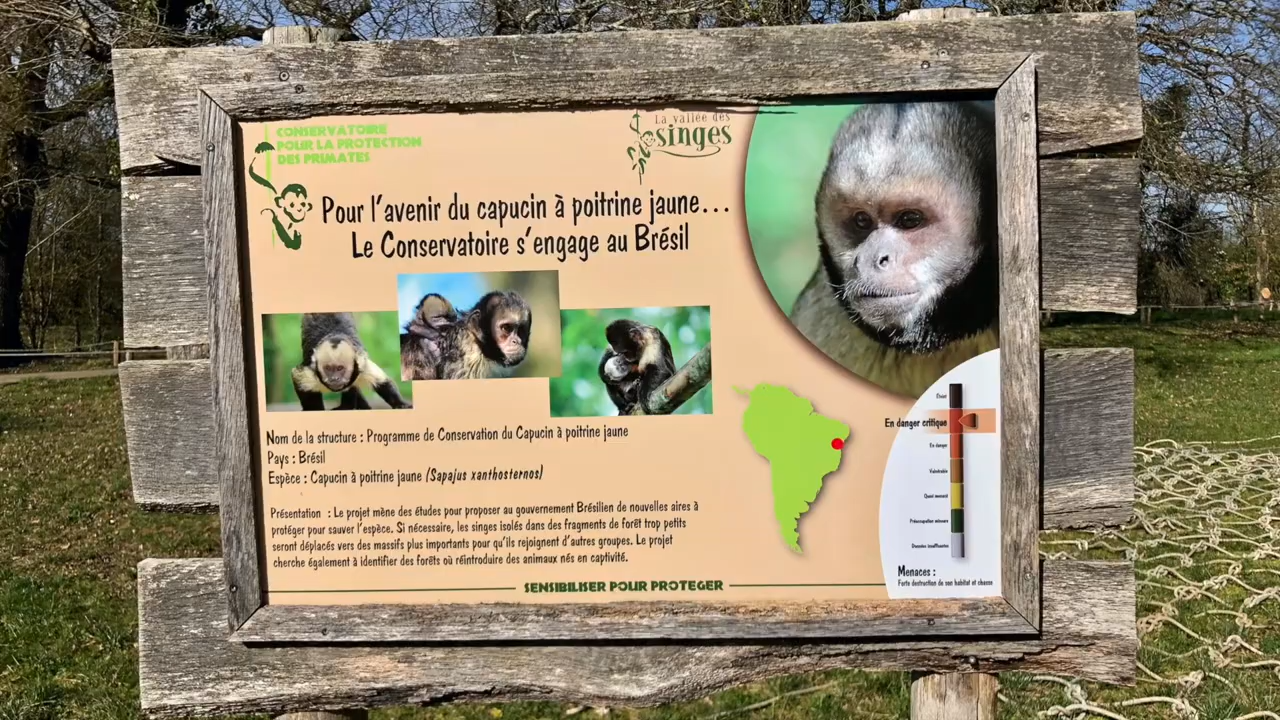 CONSERVATOIRE
POUR LA PROTECTION
DES PRIMATES
La vallée des
singes
Pour l'avenir du capucin à poitrine jaune...
Le Conservatoire s'engage au Brésil
Nom de la structure : Programme de Conservation du Capucin à poitrine jaune
Pays : Brésil
Espèce : Capucin à poitrine jaune (Sapajus xanthosternos)
Présentation : Le projet mène des études pour proposer au gouvernement Brésilien de nouvelles aires à
protéger pour sauver l'espèce. Si nécessaire, les singes isolés dans des fragments de forêt trop petits
seront déplacés vers des massifs plus importants pour qu'ils rejoignent d'autres groupes. Le projet
cherche également à identifier des forêts où réintroduire des animaux nés en captivité.
Éteint
En danger critique
En danger
Vulnérable
Quasi menacé
Préoccupation mineure
Données insuffisantes
Menaces :
Forte destruction de son habitat et chasse
SENSIBILISER POUR PROTEGER